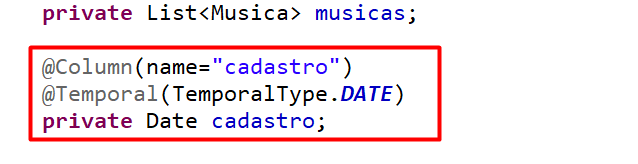 private List<Musica> musicas;
@Column(name="cadastro")
@Temporal(TemporalType.DATE)
private Date cadastro;